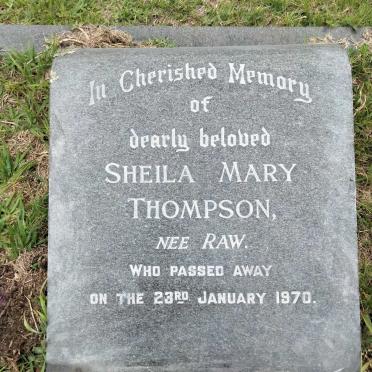 In Cherished Memory
of
dearly beloved
SHEILA MARY
THOMPSON,
NEE RAW.
WHO PASSED AWAY
ON THE 23RD JANUARY 1970.